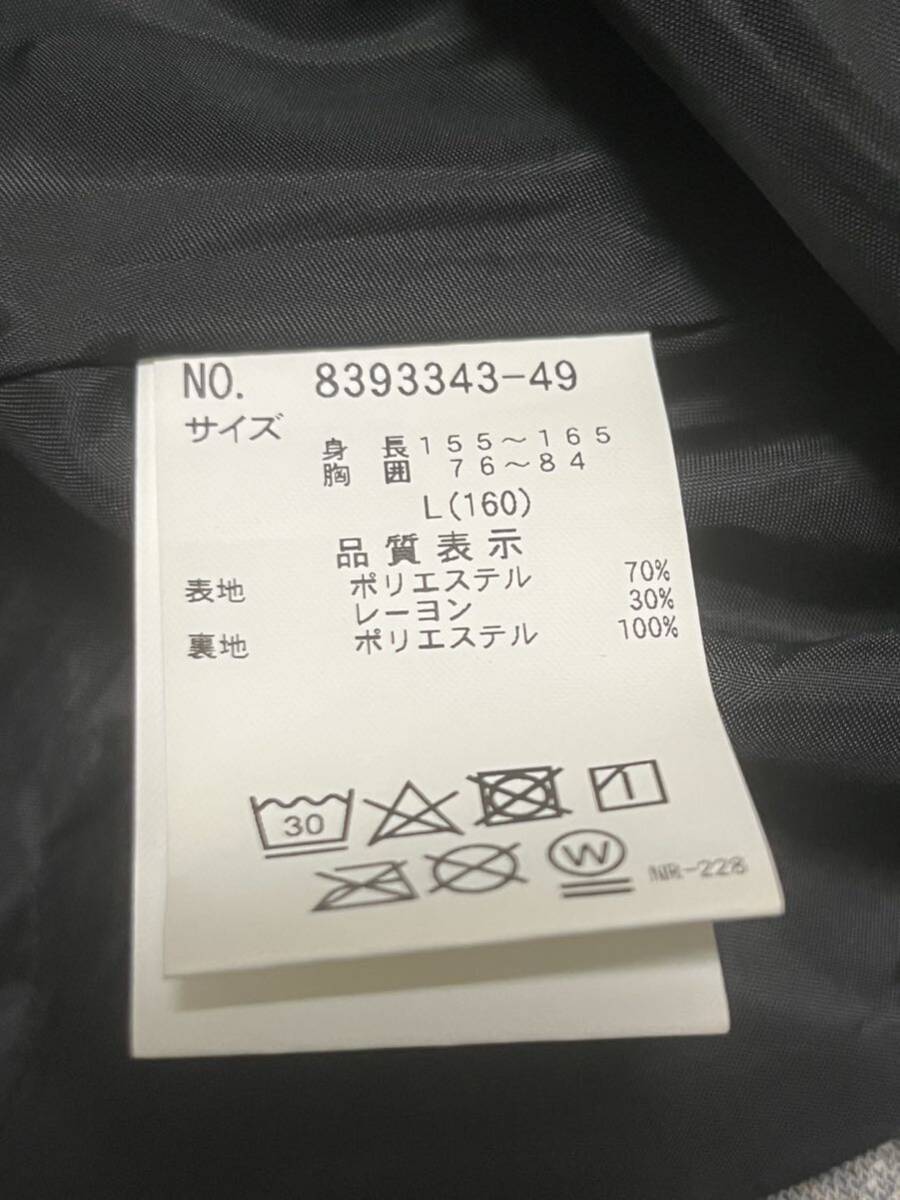 NO. 8393343-49
サイズ
身長 155～165
胸囲 76～84
L(160)
品質表示
表地 ポリエステル 70%
レーヨン 30%
裏地 ポリエステル 100%
30
W
NR-228